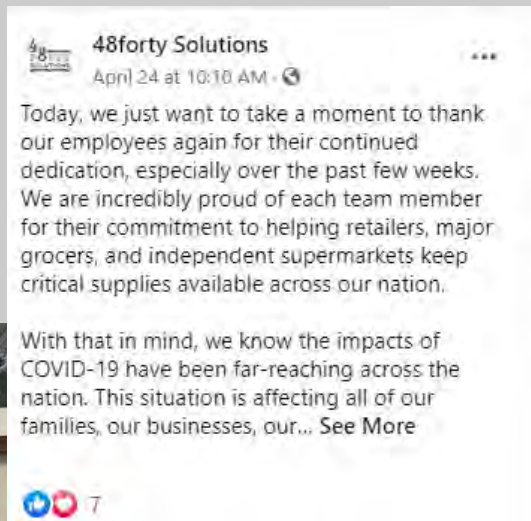 48forty Solutions
April 24 at 10:10 AM ·
Today, we just want to take a moment to thank
our employees again for their continued
dedication, especially over the past few weeks.
We are incredibly proud of each team member
for their commitment to helping retailers, major
grocers, and independent supermarkets keep
critical supplies available across our nation.
With that in mind, we know the impacts of
COVID-19 have been far-reaching across the
nation. This situation is affecting all of our
families, our businesses, our... See More
7